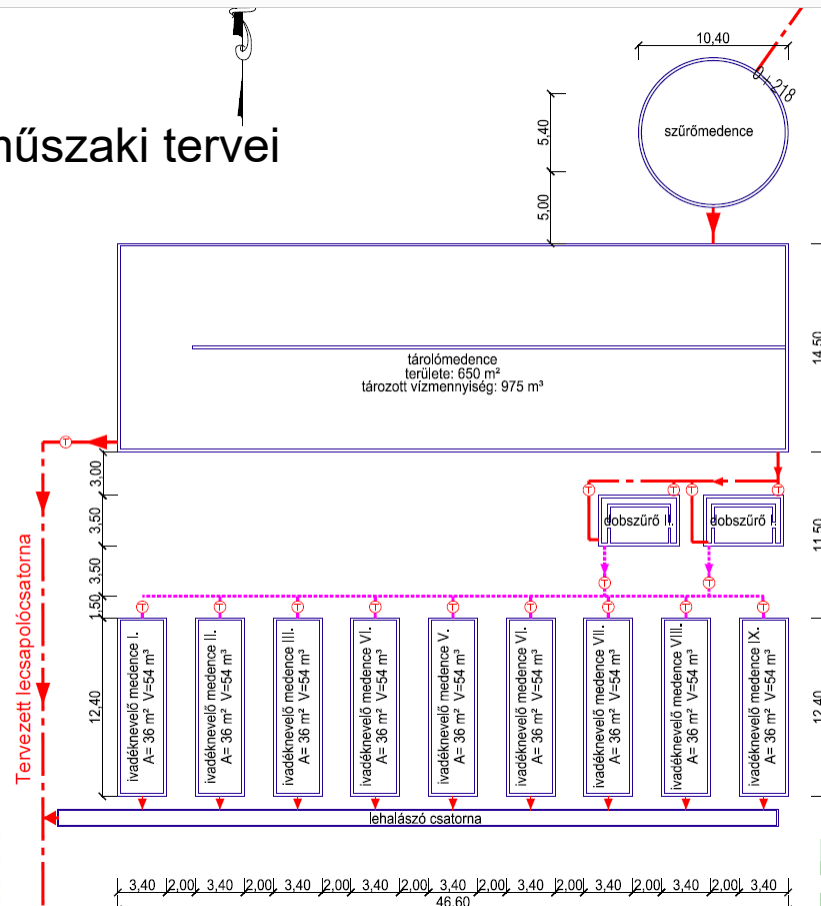 10,40
0+218
szűrőmedence
5,40
5,00
műszaki tervei
14,50
tárolómedence
területe: 650 m²
tározott vízmennyiség: 975 m³
T
3,00
T T T T
3,50
dobszűrő II. dobszűrő I.
11,50
3,50
T T
1,50
T T T T T T T T T
Tervezett lecsapolócsatorna
12,40
ivadéknevelő medence I.
A= 36 m² V=54 m³
ivadéknevelő medence II.
A= 36 m² V=54 m³
ivadéknevelő medence III.
A= 36 m² V=54 m³
ivadéknevelő medence VI.
A= 36 m² V=54 m³
ivadéknevelő medence V.
A= 36 m² V=54 m³
ivadéknevelő medence VI.
A= 36 m² V=54 m³
ivadéknevelő medence VII.
A= 36 m² V=54 m³
ivadéknevelő medence VIII.
A= 36 m² V=54 m³
ivadéknevelő medence IX.
A= 36 m² V=54 m³
12,40
lehalászó csatorna
3,40 2,00 3,40 2,00 3,40 2,00 3,40 2,00 3,40 2,00 3,40 2,00 3,40 2,00 3,40 2,00 3,40
46,60